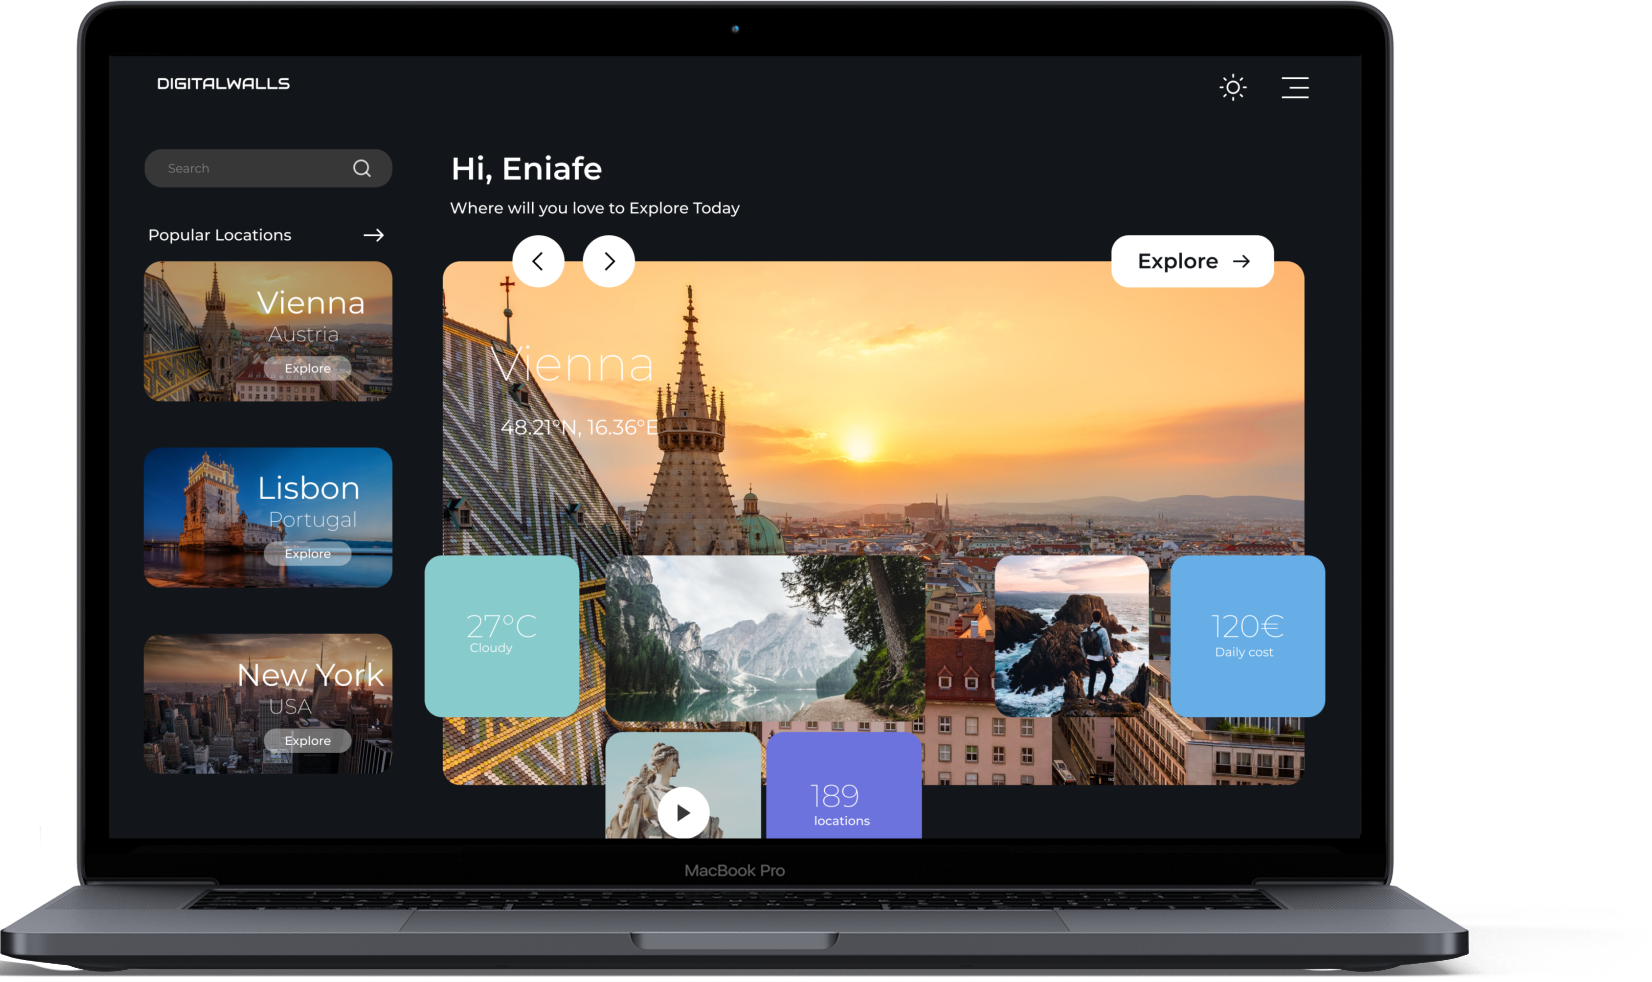 DIGITALWALLS
Search
Popular Locations
Vienna
Austria
Explore
Lisbon
Portugal
Explore
New York
USA
Explore
Hi, Eniafe
Where will you love to Explore Today
Explore
Vienna
48.21°N, 16.36°E
27°C
Cloudy
120€
Daily cost
189
locations
MacBook Pro